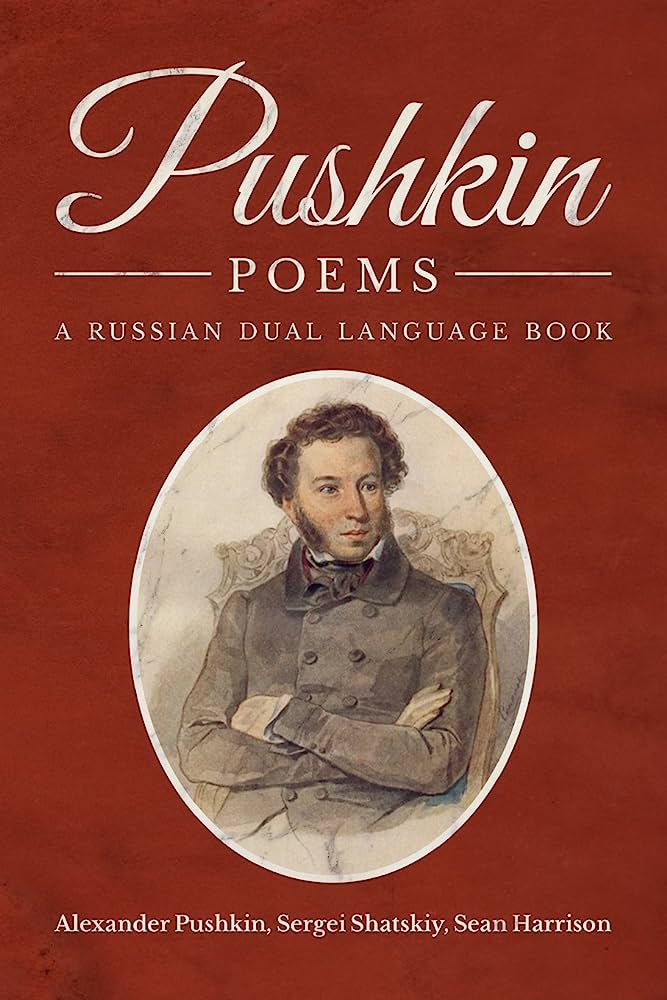 Pushkin
POEMS
A RUSSIAN DUAL LANGUAGE BOOK
Alexander Pushkin, Sergei Shatskiy, Sean Harrison